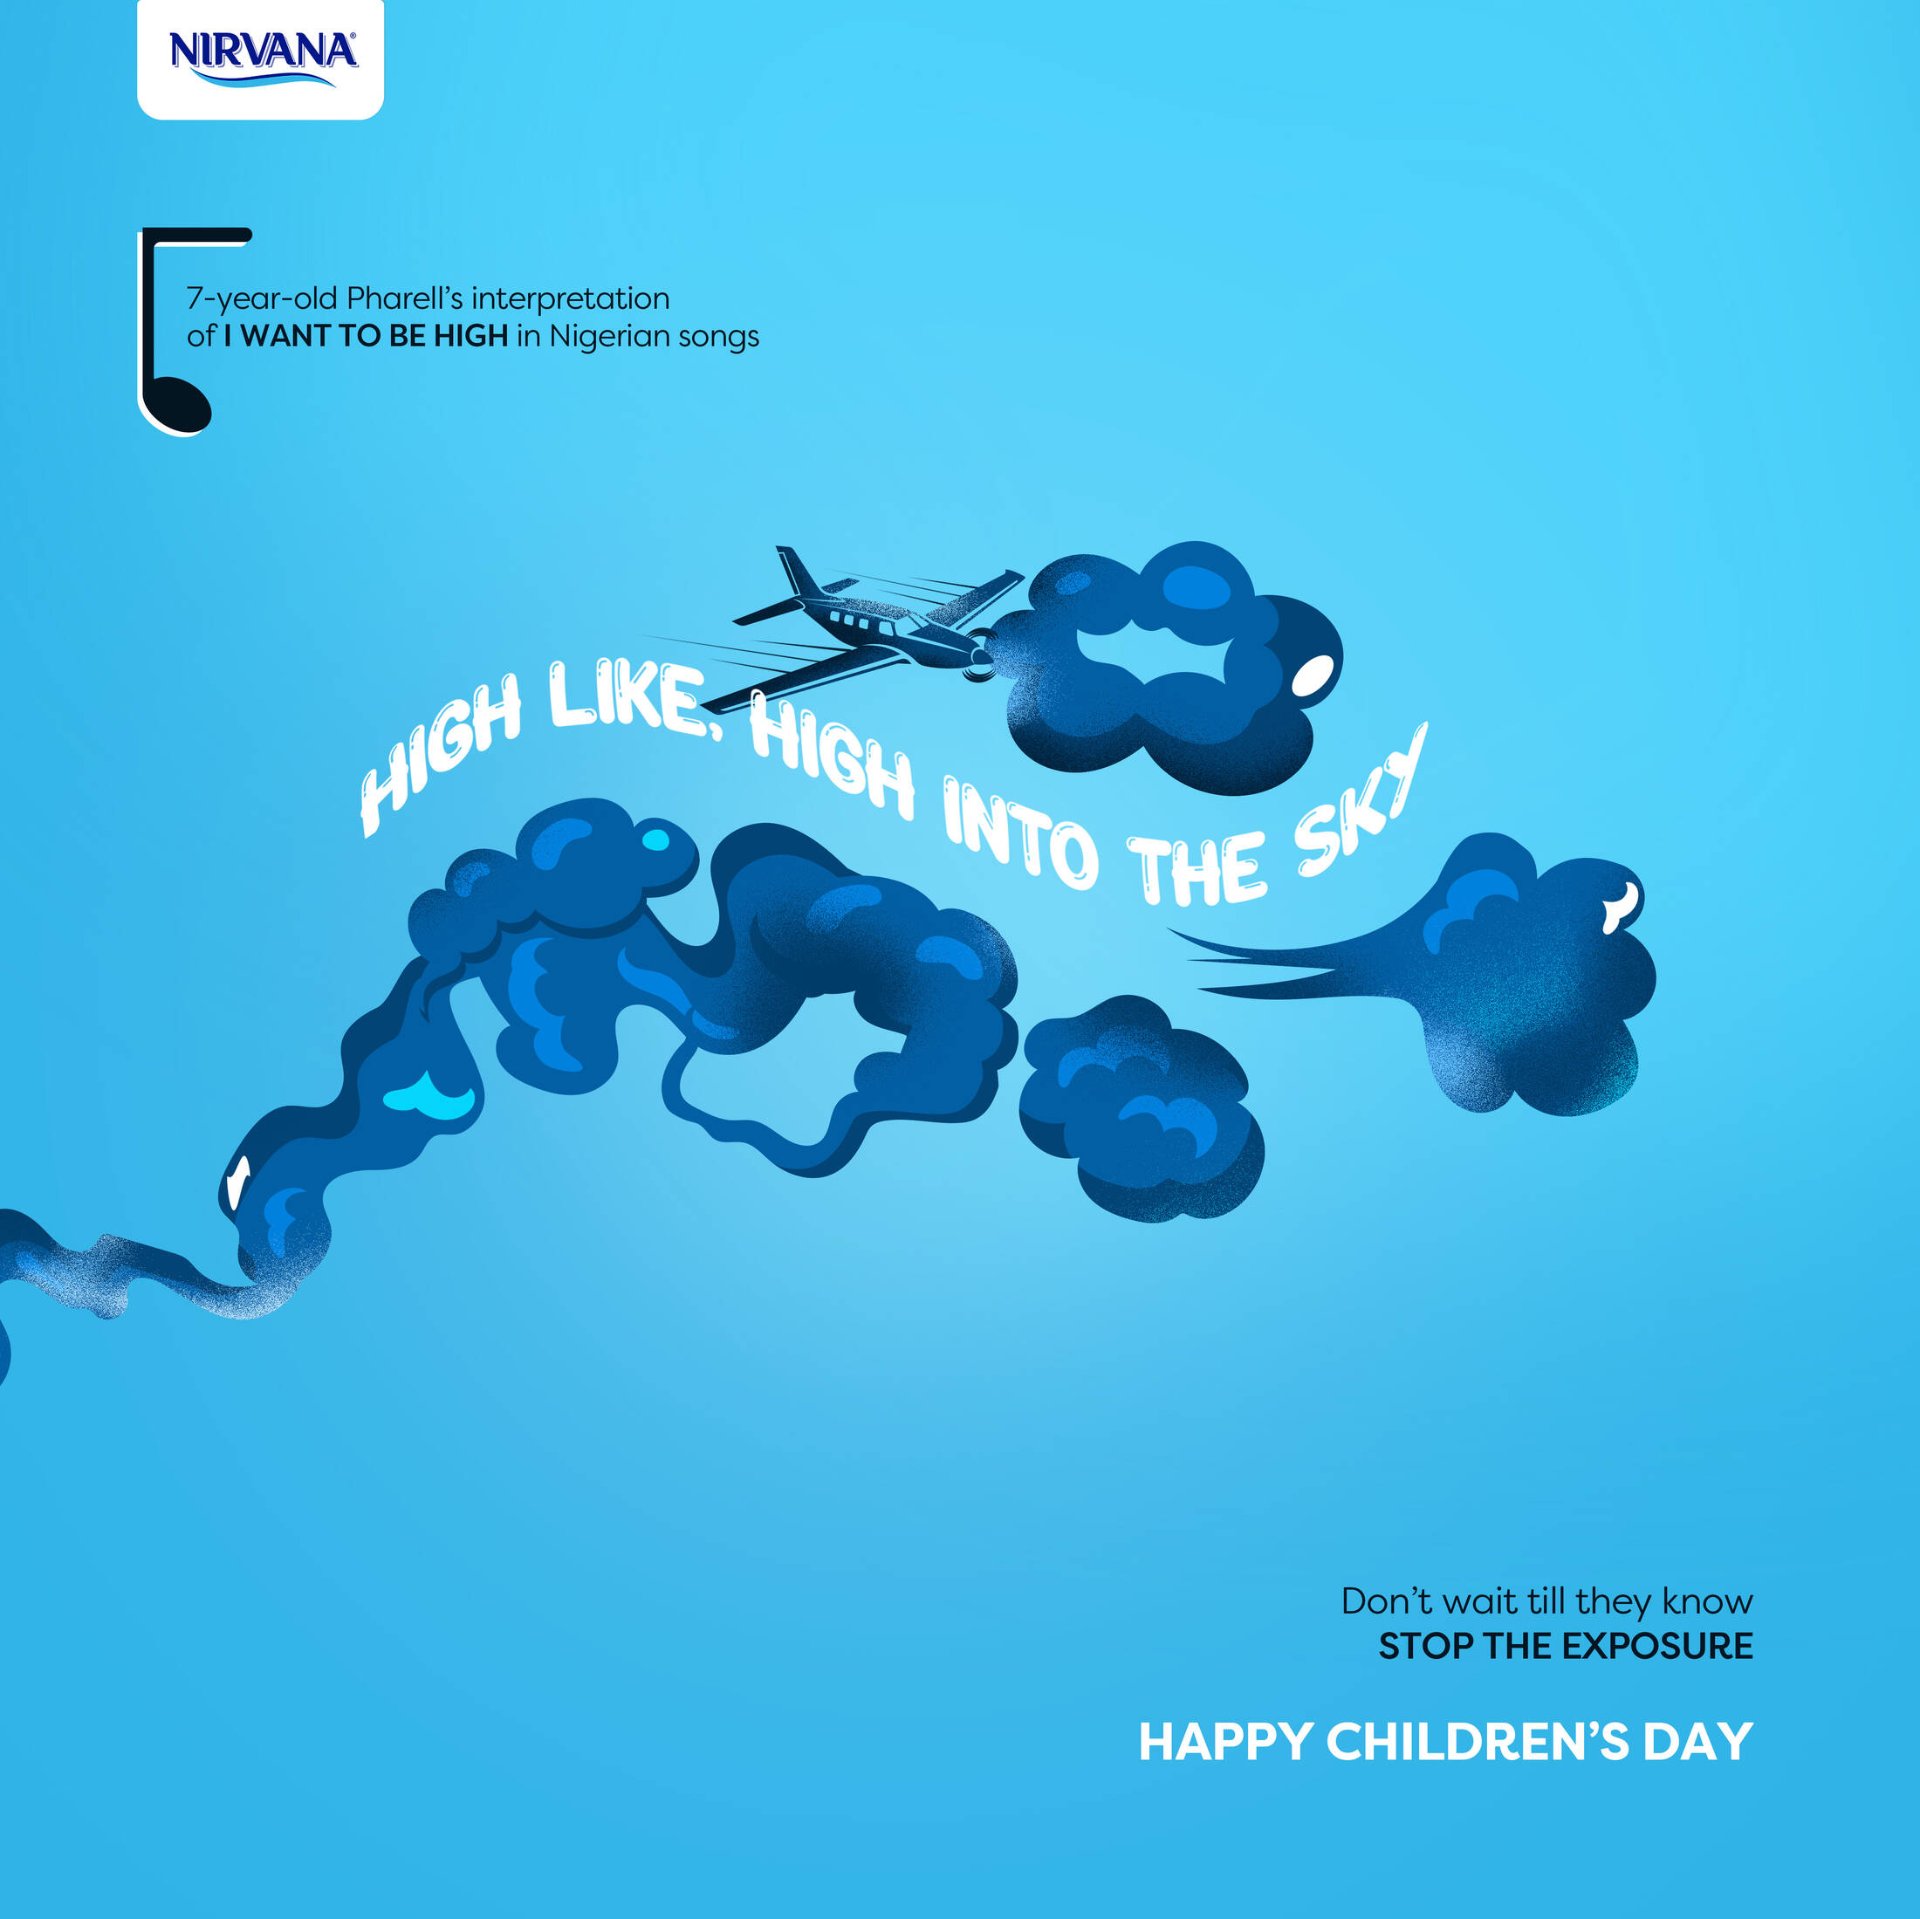 NIRVANA®
7-year-old Pharell's interpretation
of I WANT TO BE HIGH in Nigerian songs
HIGH LIKE, HIGH INTO THE SKY
Don't wait till they know
STOP THE EXPOSURE
HAPPY CHILDREN'S DAY